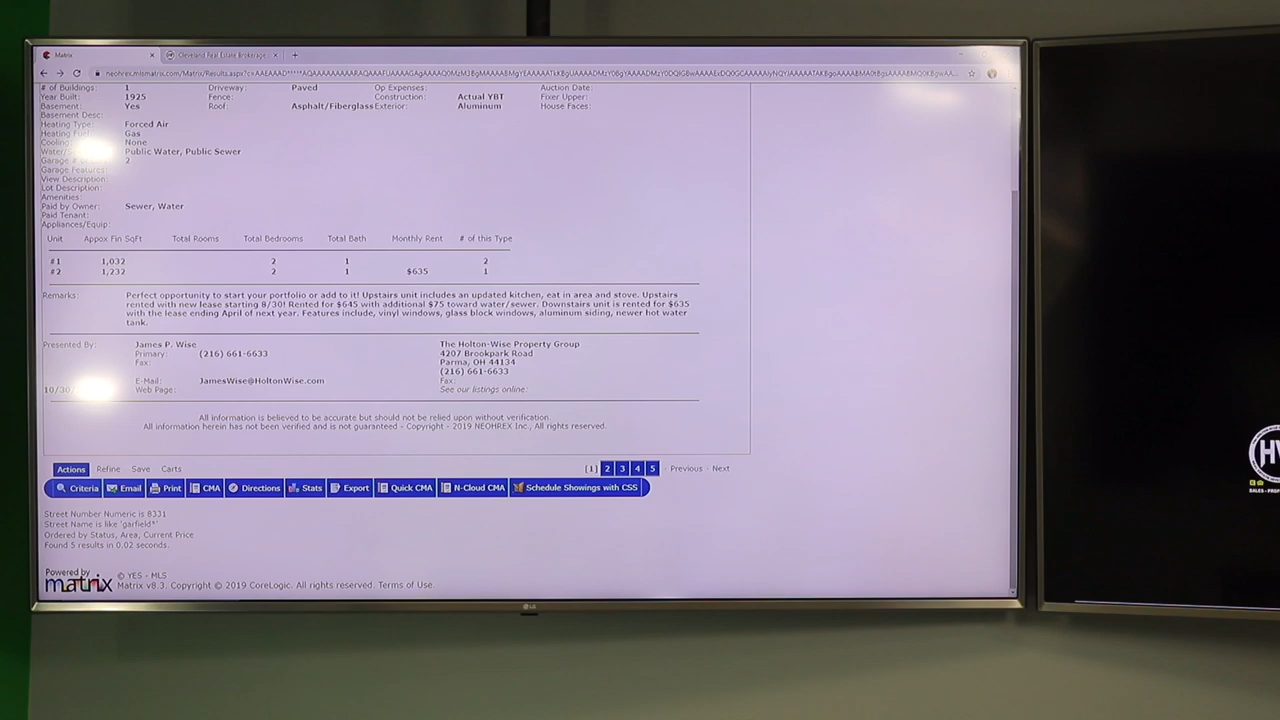 Matrix
Cleveland Real Estate Brokerage
# of Buildings: 1 Driveway: Paved Op Expenses: Auction Date:
Year Built: 1925 Fence: Construction: Actual YBT Fixer Upper:
Basement: Yes Roof: Asphalt/Fiberglass Exterior: Aluminum House Faces:
Basement Desc:
Heating Type: Forced Air
Heating Fuel: Gas
Cooling: None
Public Water, Public Sewer
Garage # 2
Garage Features:
View Description:
Lot Description:
Amenities:
Paid by Owner: Sewer, Water
Paid Tenant:
Appliances/Equip:
Unit Appox Fin SqFt Total Rooms Total Bedrooms Total Bath Monthly Rent # of this Type
#1 1,032 2 1 2
#2 1,232 2 1 $635 1
Remarks: Perfect opportunity to start your portfolio or add to it! Upstairs unit includes an updated kitchen, eat in area and stove. Upstairs
rented with new lease starting 8/30! Rented for $645 with additional $75 toward water/sewer. Downstairs unit is rented for $635
with the lease ending April of next year. Features include, vinyl windows, glass block windows, aluminum siding, newer hot water
tank.
Presented By: James P. Wise The Holton-Wise Property Group
Primary: (216) 661-6633 4207 Brookpark Road
Fax: Parma, OH 44134
(216) 661-6633
E-Mail: JamesWise@HoltonWise.com Fax:
10/30/ Web Page: See our listings online:
All information is believed to be accurate but should not be relied upon without verification.
All information herein has not been verified and is not guaranteed - Copyright - 2019 NEOHREX Inc., All rights reserved.
Actions Refine Save Carts [1] 2 3 4 5 Previous · Next
Criteria Email Print CMA Directions Stats Export Quick CMA N-Cloud CMA Schedule Showings with CSS
Street Number Numeric is 8331
Street Name is like 'garfield*'
Ordered by Status, Area, Current Price
Found 5 results in 0.02 seconds.
Powered by
matrix
© YES - MLS
Matrix v8.3. Copyright © 2019 CoreLogic. All rights reserved. Terms of Use.
LG